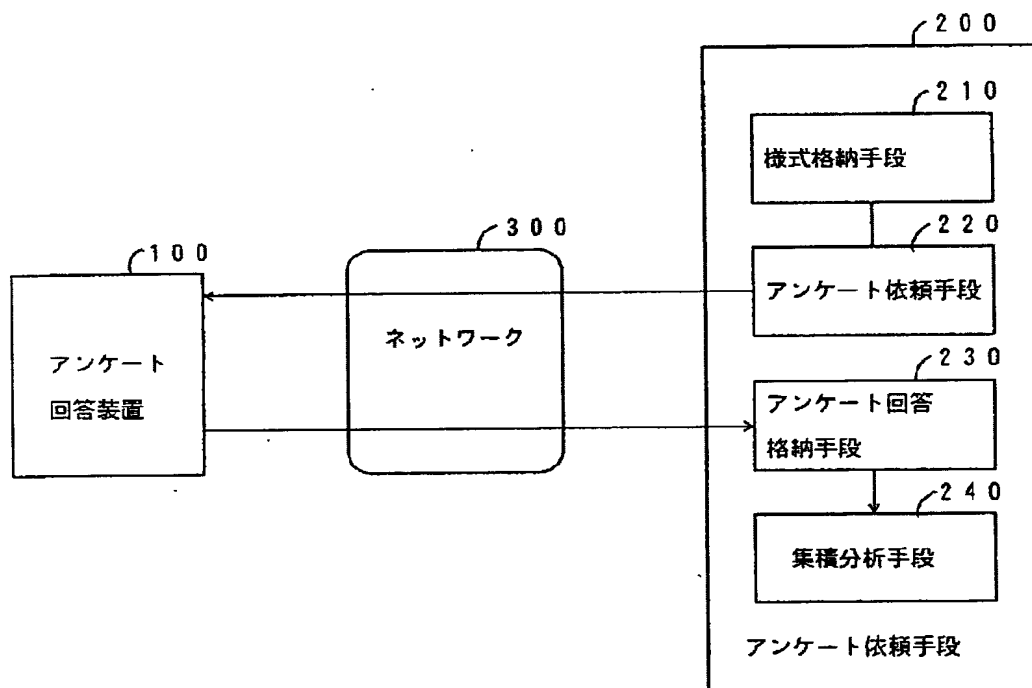 200
210
様式格納手段
220
アンケート依頼手段
300
ネットワーク
100
アンケート
回答装置
230
アンケート回答
格納手段
240
集積分析手段
アンケート依頼手段